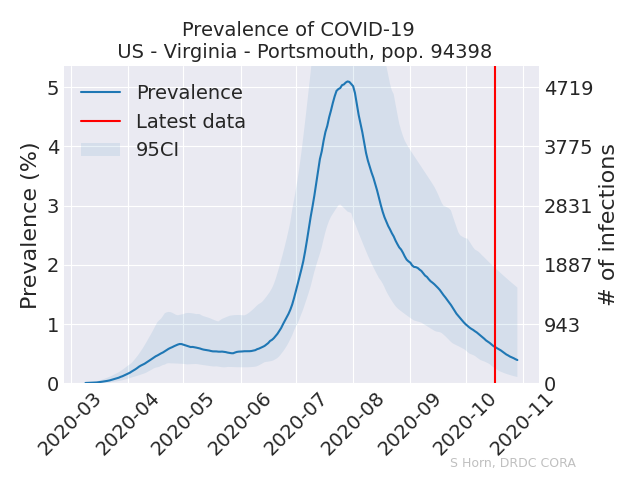 Prevalence of COVID-19
US - Virginia - Portsmouth, pop. 94398
Prevalence
Latest data
95CI
Prevalence (%)
5
4
3
2
1
0
4719
3775
2831
1887
943
0
# of infections
2020-03
2020-04
2020-05
2020-06
2020-07
2020-08
2020-09
2020-10
2020-11
S Horn, DRDC CORA